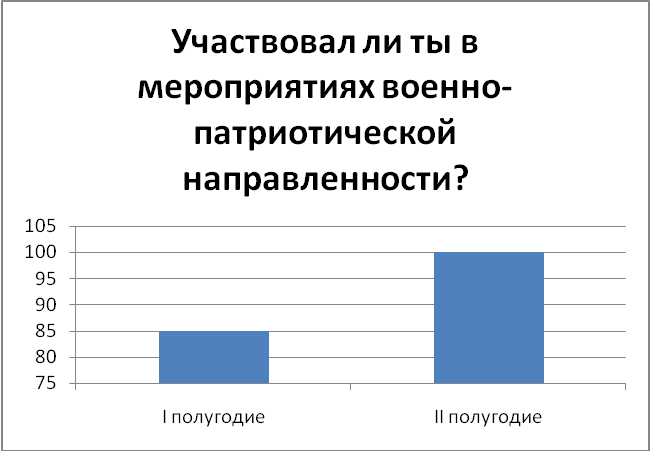 Участвовал ли ты в
мероприятиях военно-
патриотической
направленности?
105
100
95
90
85
80
75
I полугодие
II полугодие